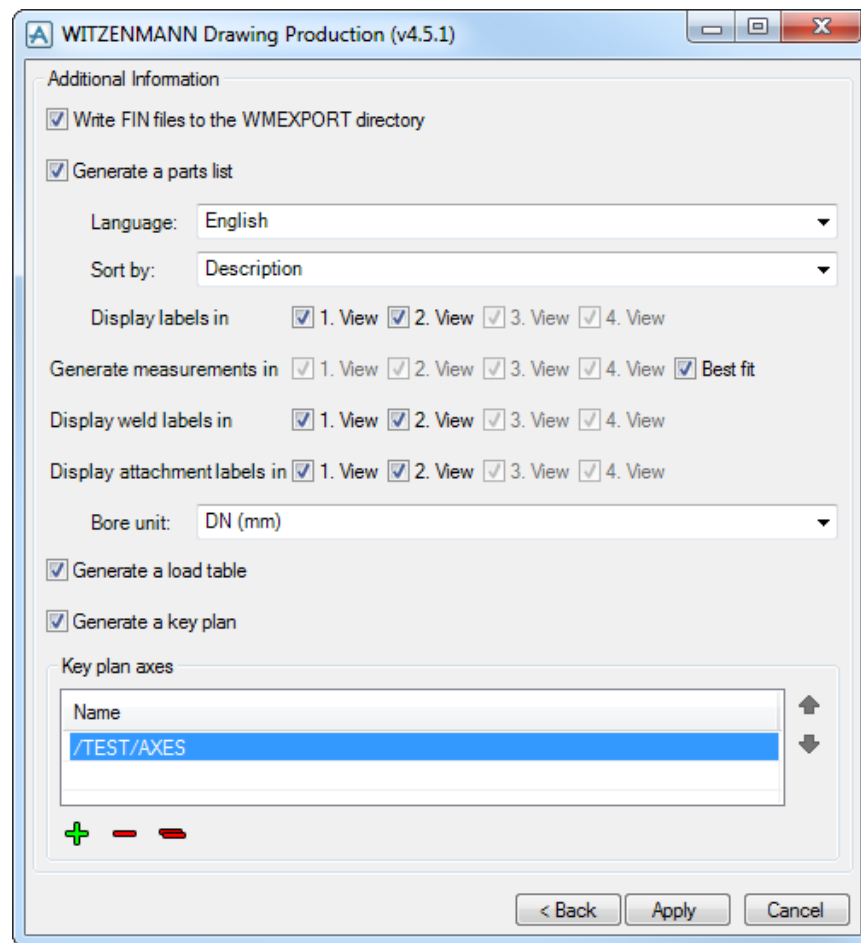 WITZENMANN Drawing Production (v4.5.1)
Additional Information
Write FIN files to the WMEXPORT directory
Generate a parts list
Language: English
Sort by: Description
Display labels in 1. View 2. View 3. View 4. View
Generate measurements in 1. View 2. View 3. View 4. View Best fit
Display weld labels in 1. View 2. View 3. View 4. View
Display attachment labels in 1. View 2. View 3. View 4. View
Bore unit: DN (mm)
Generate a load table
Generate a key plan
Key plan axes
Name
/TEST/AXES
< Back Apply Cancel